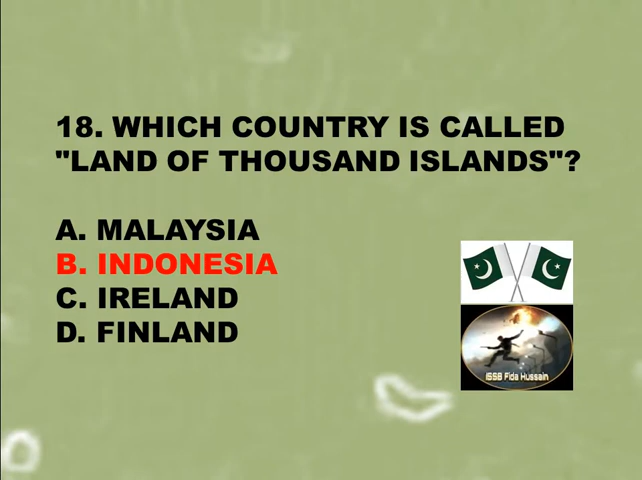 18. WHICH COUNTRY IS CALLED
"LAND OF THOUSAND ISLANDS"?
A. MALAYSIA
B. INDONESIA
C. IRELAND
D. FINLAND
ISSB Fida Hussain